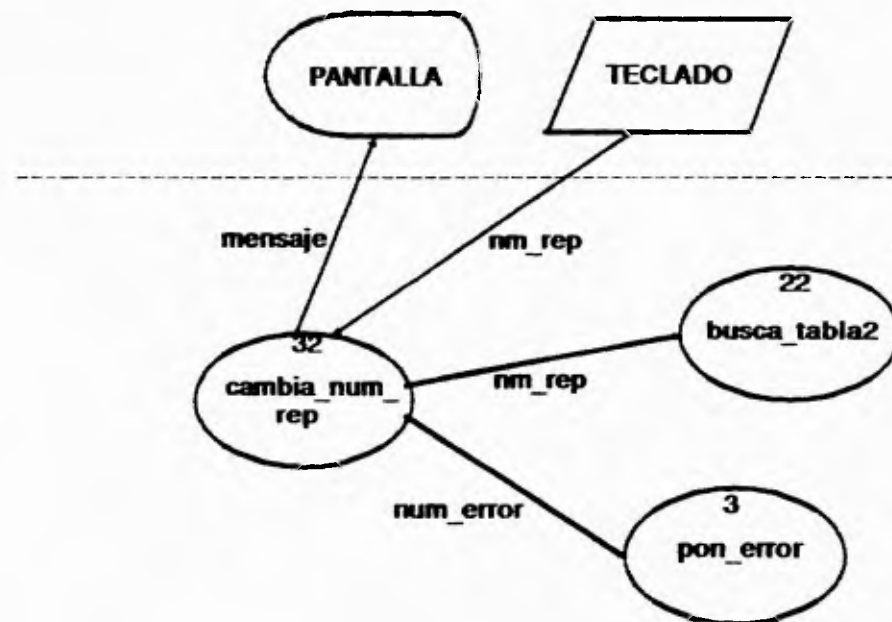 PANTALLA
TECLADO
mensaje
nm_rep
22
busca_tabla2
32
cambia_num_
rep
nm_rep
num_error
3
pon_error